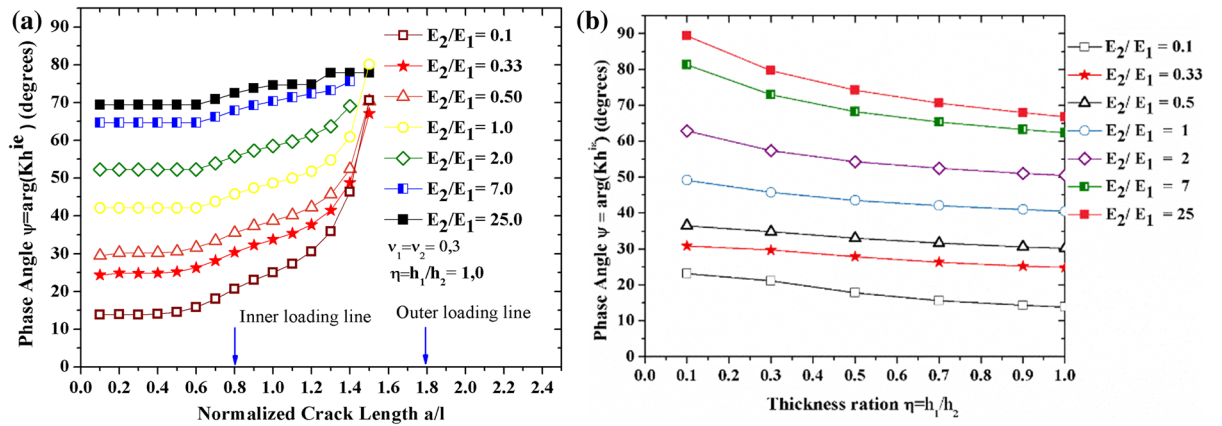 (a)
Phase Angle ψ=arg(Kh^iε) (degrees)
90
80
70
60
50
40
30
20
10
0
0.0 0.2 0.4 0.6 0.8 1.0 1.2 1.4 1.6 1.8 2.0 2.2 2.4
Normalized Crack Length a/l
E₂/E₁= 0.1
E₂/E₁= 0.33
E₂/E₁= 0.50
E₂/E₁= 1.0
E₂/E₁= 2.0
E₂/E₁= 7.0
E₂/E₁= 25.0
ν₁=ν₂= 0,3
η=h₁/h₂= 1,0
Inner loading line
Outer loading line
(b)
Phase Angle ψ = arg(Kh^iε) (degrees)
90
80
70
60
50
40
30
20
10
0
0.0 0.1 0.2 0.3 0.4 0.5 0.6 0.7 0.8 0.9 1.0
Thickness ration η=h₁/h₂
E₂/ E₁ = 0.1
E₂/ E₁ = 0.33
E₂/ E₁ = 0.5
E₂/ E₁ = 1
E₂/ E₁ = 2
E₂/ E₁ = 7
E₂/ E₁ = 25